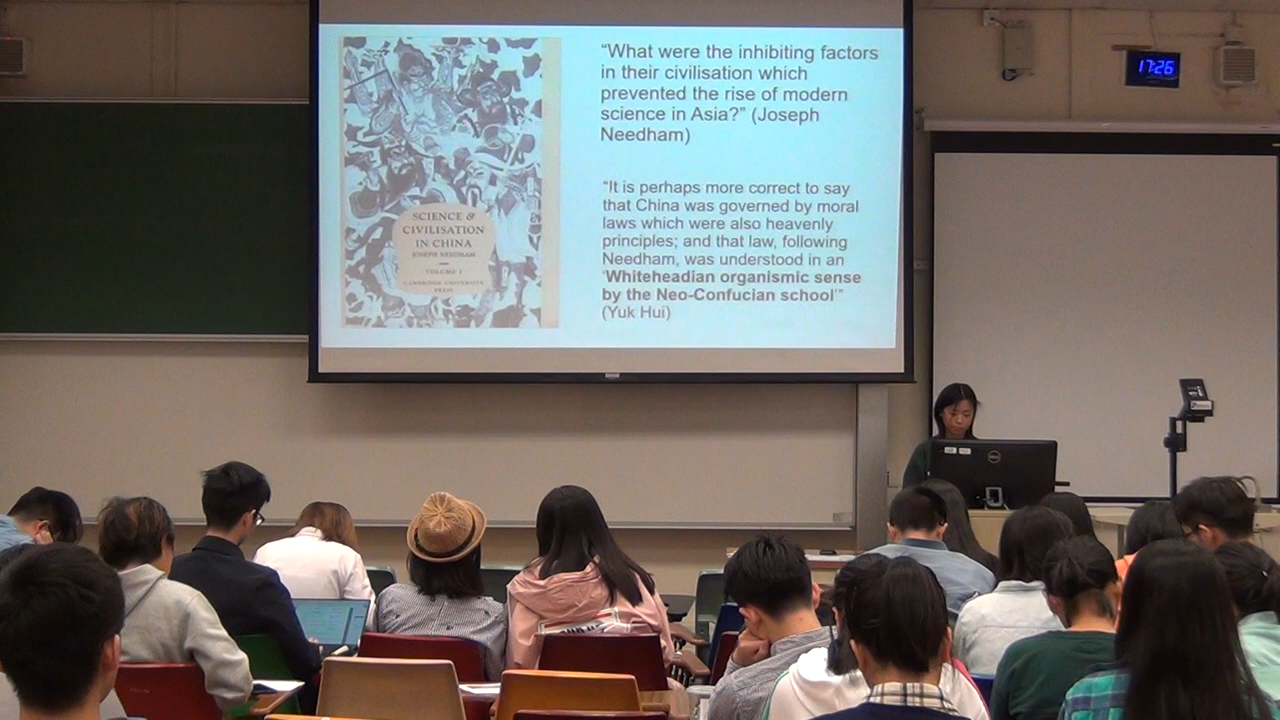 “What were the inhibiting factors
in their civilisation which
prevented the rise of modern
science in Asia?” (Joseph
Needham)
“It is perhaps more correct to say
that China was governed by moral
laws which were also heavenly
principles; and that law, following
Needham, was understood in an
‘Whiteheadian organismic sense
by the Neo-Confucian school’”
(Yuk Hui)
SCIENCE &
CIVILISATION
IN CHINA
JOSEPH NEEDHAM
VOLUME I
CAMBRIDGE UNIVERSITY
PRESS
17:26
DELL